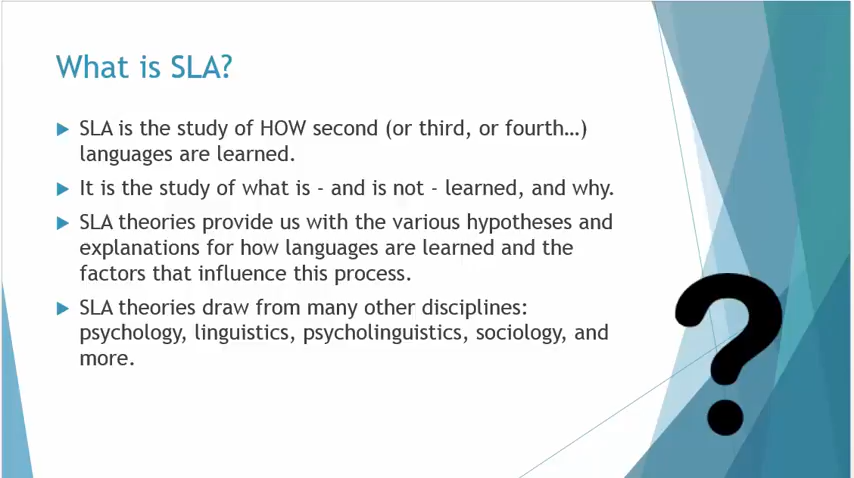 What is SLA?
SLA is the study of HOW second (or third, or fourth…)
languages are learned.
It is the study of what is - and is not - learned, and why.
SLA theories provide us with the various hypotheses and
explanations for how languages are learned and the
factors that influence this process.
SLA theories draw from many other disciplines:
psychology, linguistics, psycholinguistics, sociology, and
more.
?